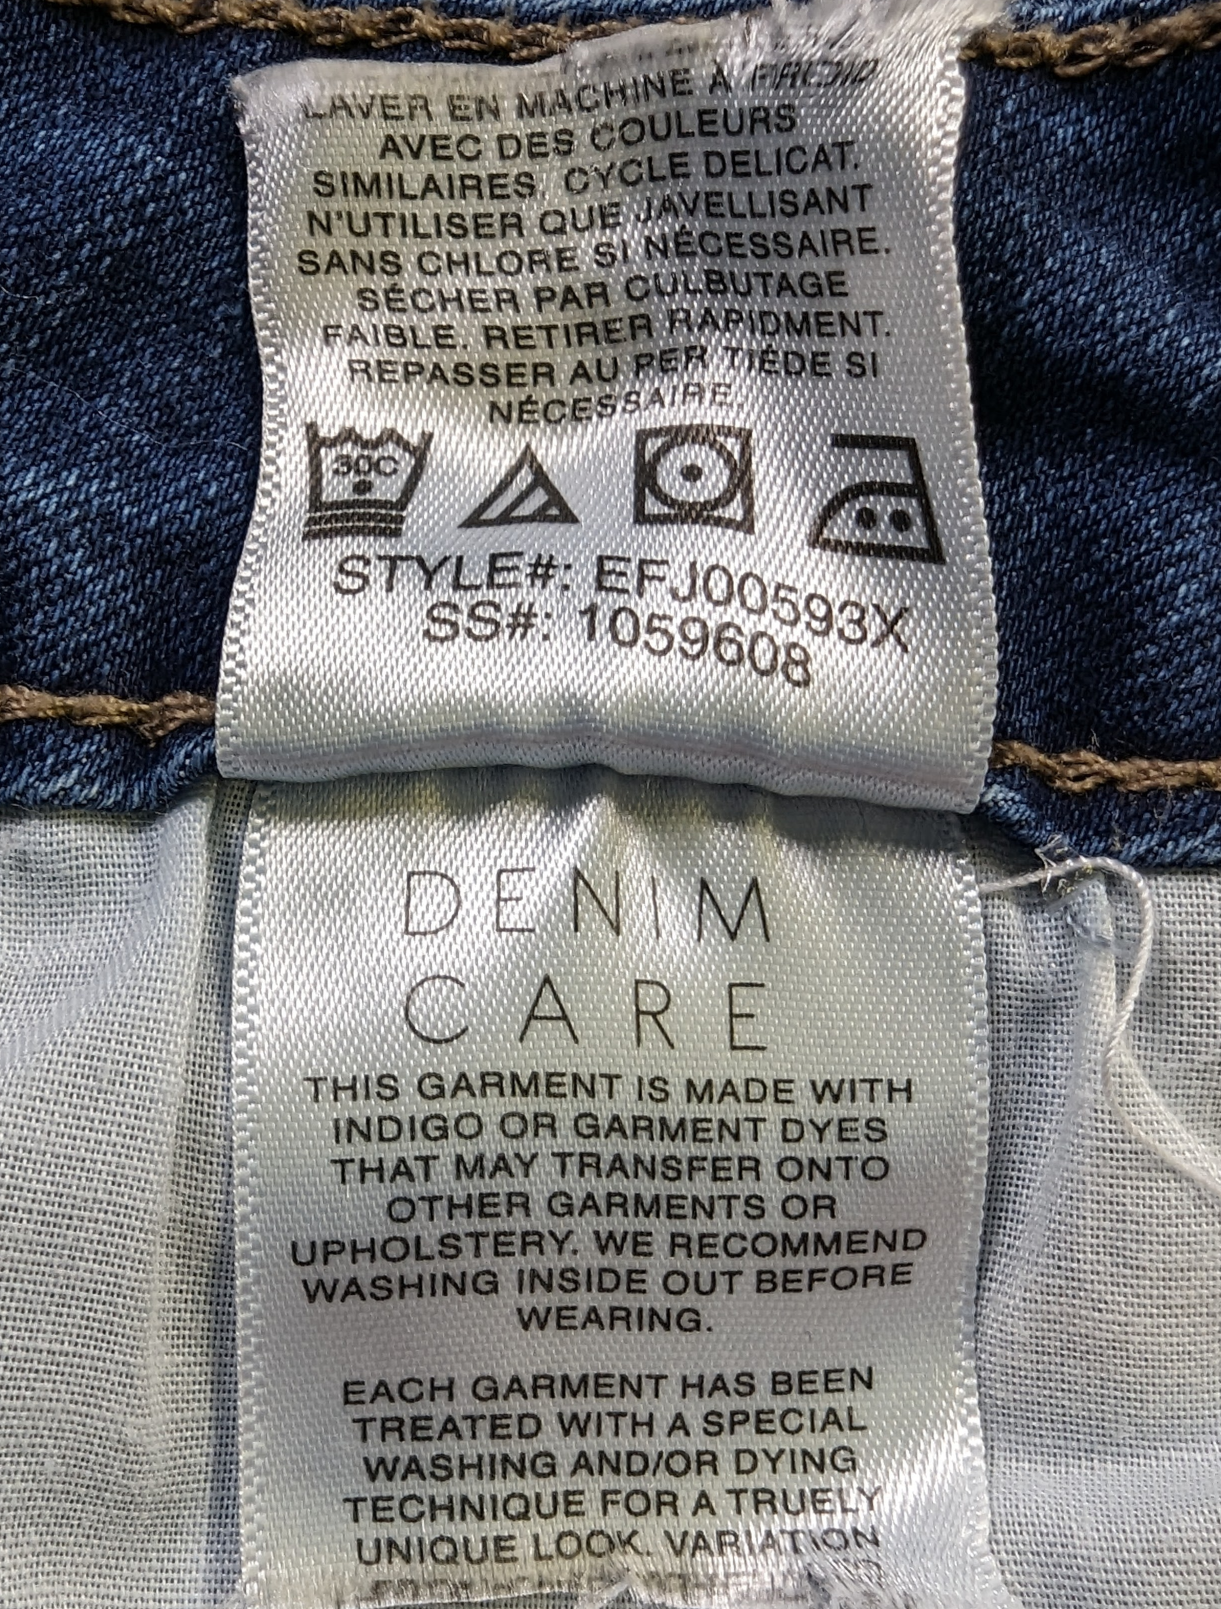 LAVER EN MACHINE À FROID
AVEC DES COULEURS
SIMILAIRES. CYCLE DELICAT.
N'UTILISER QUE JAVELLISANT
SANS CHLORE SI NÉCESSAIRE.
SÉCHER PAR CULBUTAGE
FAIBLE. RETIRER RAPIDMENT.
REPASSER AU PER TIÉDE SI
NÉCESSAIRE.
30C
STYLE#: EFJ00593X
SS#: 1059608
DENIM
CARE
THIS GARMENT IS MADE WITH
INDIGO OR GARMENT DYES
THAT MAY TRANSFER ONTO
OTHER GARMENTS OR
UPHOLSTERY. WE RECOMMEND
WASHING INSIDE OUT BEFORE
WEARING.
EACH GARMENT HAS BEEN
TREATED WITH A SPECIAL
WASHING AND/OR DYING
TECHNIQUE FOR A TRUELY
UNIQUE LOOK. VARIATION